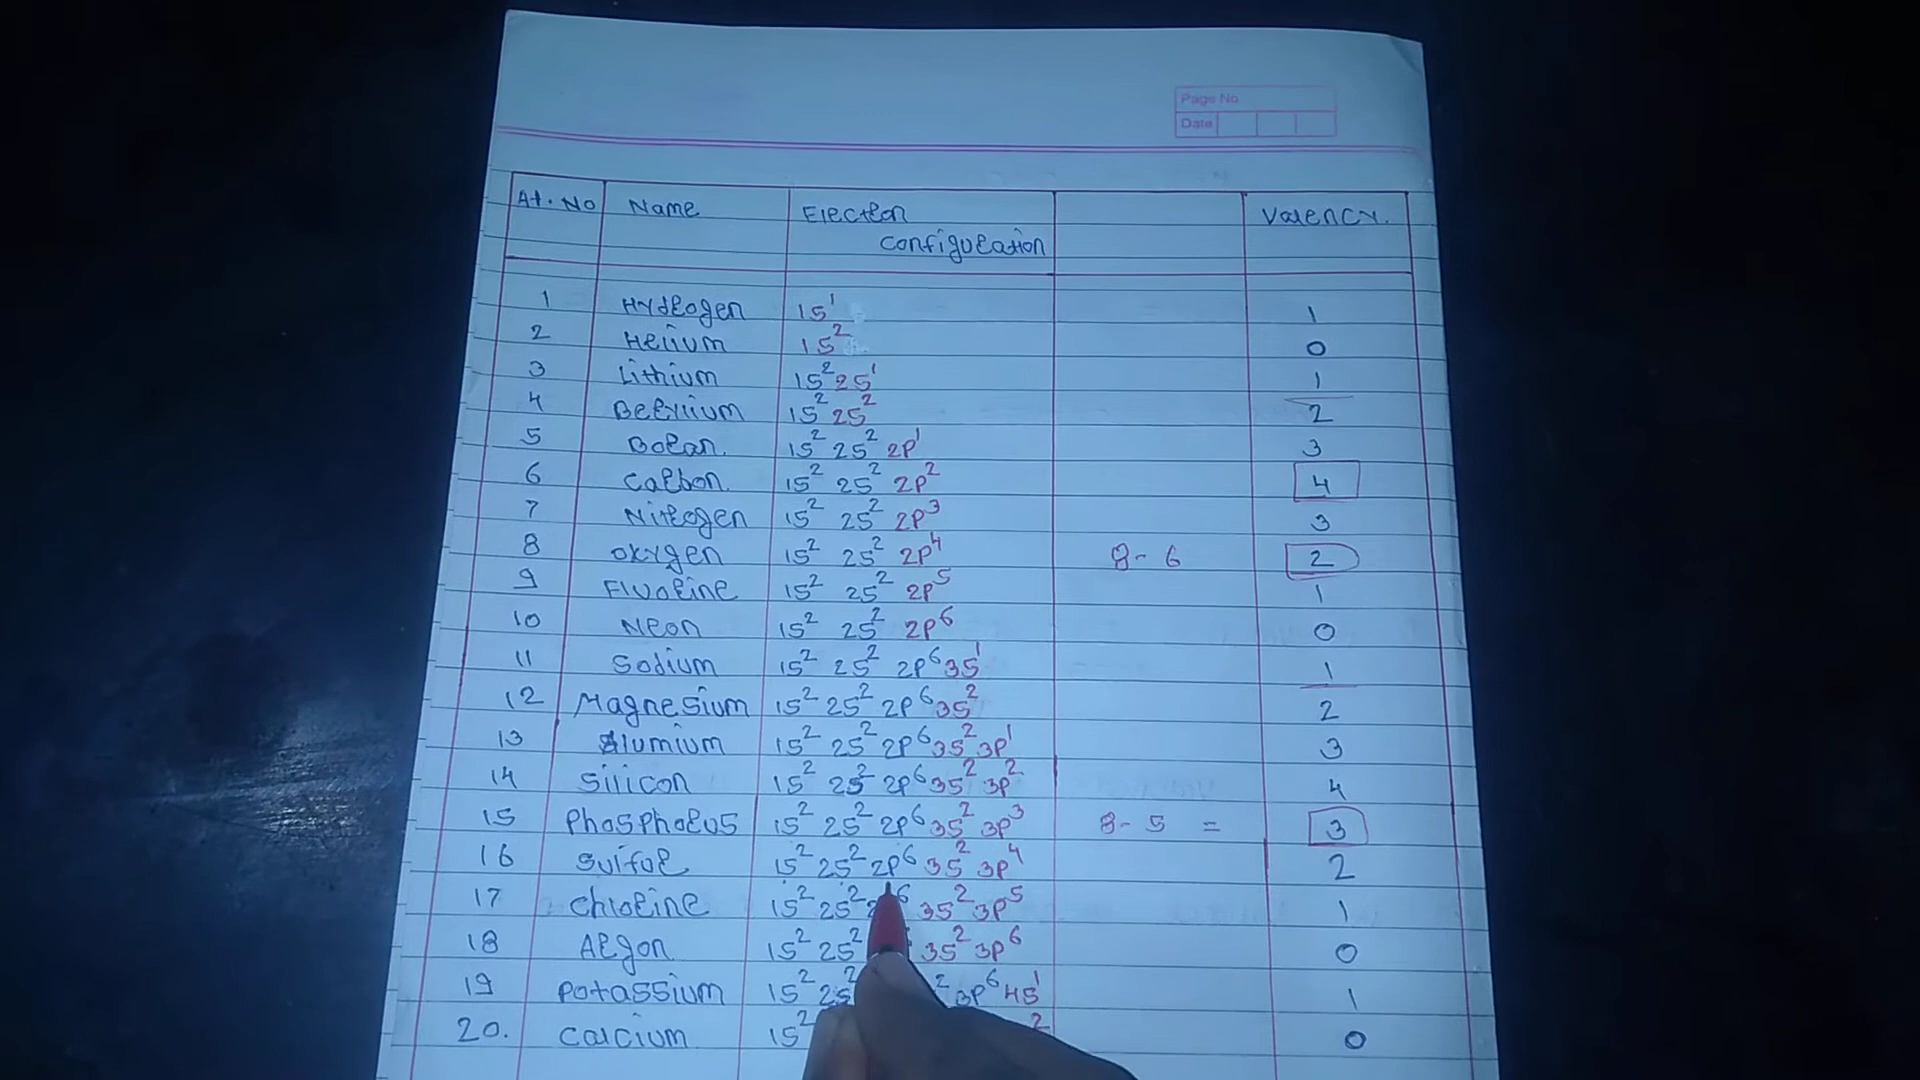 Page No
Date
At. No Name Electron Valency.
Configuration
1 Hydrogen 1s¹ 1
2 Helium 1s² 0
3 Lithium 1s² 2s¹ 1
4 Berylium 1s² 2s² 2
5 Boran. 1s² 2s² 2p¹ 3
6 Carbon. 1s² 2s² 2p² 4
7 Nitrogen 1s² 2s² 2p³ 3
8 Oxygen 1s² 2s² 2p⁴ 8 - 6 2
9 Fluorine 1s² 2s² 2p⁵ 1
10 Neon 1s² 2s² 2p⁶ 0
11 Sodium 1s² 2s² 2p⁶ 3s¹ 1
12 Magnesium 1s² 2s² 2p⁶ 3s² 2
13 Alumium 1s² 2s² 2p⁶ 3s² 3p¹ 3
14 Silicon 1s² 2s² 2p⁶ 3s² 3p² 4
15 Phosphorus 1s² 2s² 2p⁶ 3s² 3p³ 8 - 5 = 3
16 Sulfur 1s² 2s² 2p⁶ 3s² 3p⁴ 2
17 Chlorine 1s² 2s² 2 ⁶ 3s² 3p⁵ 1
18 Argon 1s² 2s² 3s² 3p⁶ 0
19 Potassium 1s² 2s² ² 3p⁶ 4s¹ 1
20. Calcium 1s² ² 0